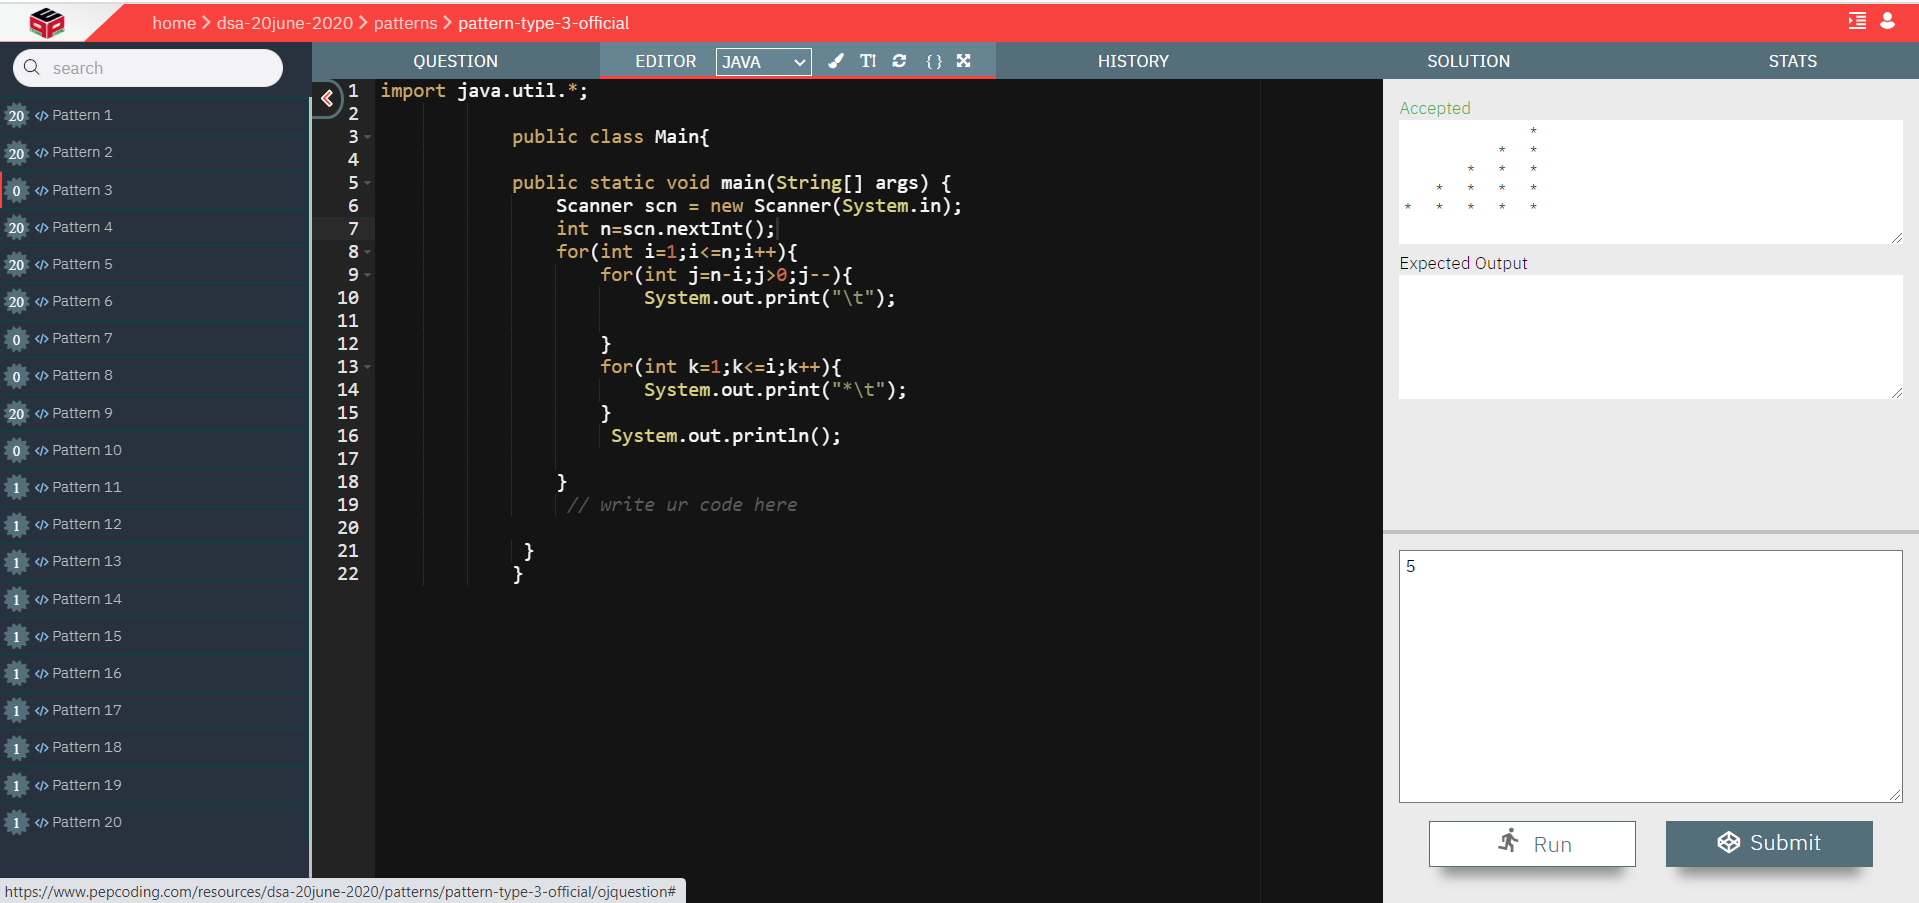 home > dsa-20june-2020 > patterns > pattern-type-3-official
search
20 </> Pattern 1
20 </> Pattern 2
0 </> Pattern 3
20 </> Pattern 4
20 </> Pattern 5
20 </> Pattern 6
0 </> Pattern 7
0 </> Pattern 8
20 </> Pattern 9
0 </> Pattern 10
1 </> Pattern 11
1 </> Pattern 12
1 </> Pattern 13
1 </> Pattern 14
1 </> Pattern 15
1 </> Pattern 16
1 </> Pattern 17
1 </> Pattern 18
1 </> Pattern 19
1 </> Pattern 20
QUESTION EDITOR JAVA T! { } HISTORY SOLUTION STATS
1 import java.util.*;
2
3 public class Main{
4
5 public static void main(String[] args) {
6 Scanner scn = new Scanner(System.in);
7 int n=scn.nextInt();
8 for(int i=1;i<=n;i++){
9 for(int j=n-i;j>0;j--){
10 System.out.print("\t");
11
12 }
13 for(int k=1;k<=i;k++){
14 System.out.print("*\t");
15 }
16 System.out.println();
17
18 }
19 // write ur code here
20
21 }
22 }
Accepted
*
* *
* * *
* * * *
* * * * *
Expected Output
5
Run
Submit
https://www.pepcoding.com/resources/dsa-20june-2020/patterns/pattern-type-3-official/ojquestion#